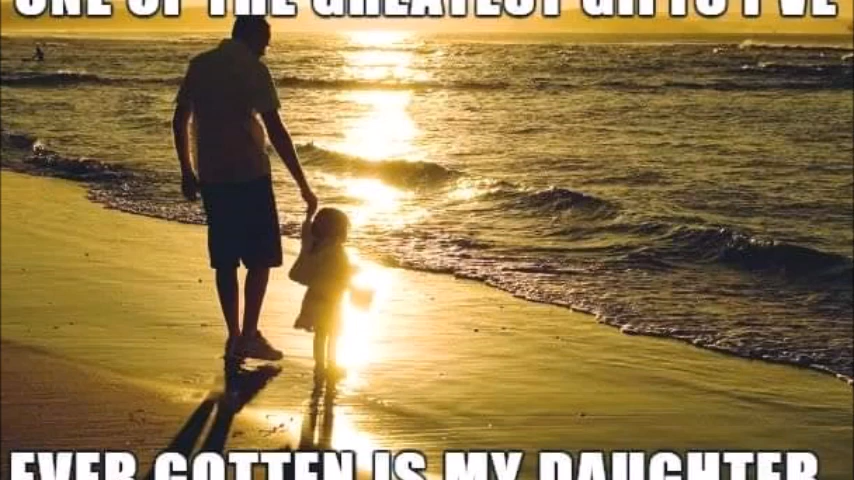 ONE OF THE GREATEST GIFTS I'VE
EVER GOTTEN IS MY DAUGHTER